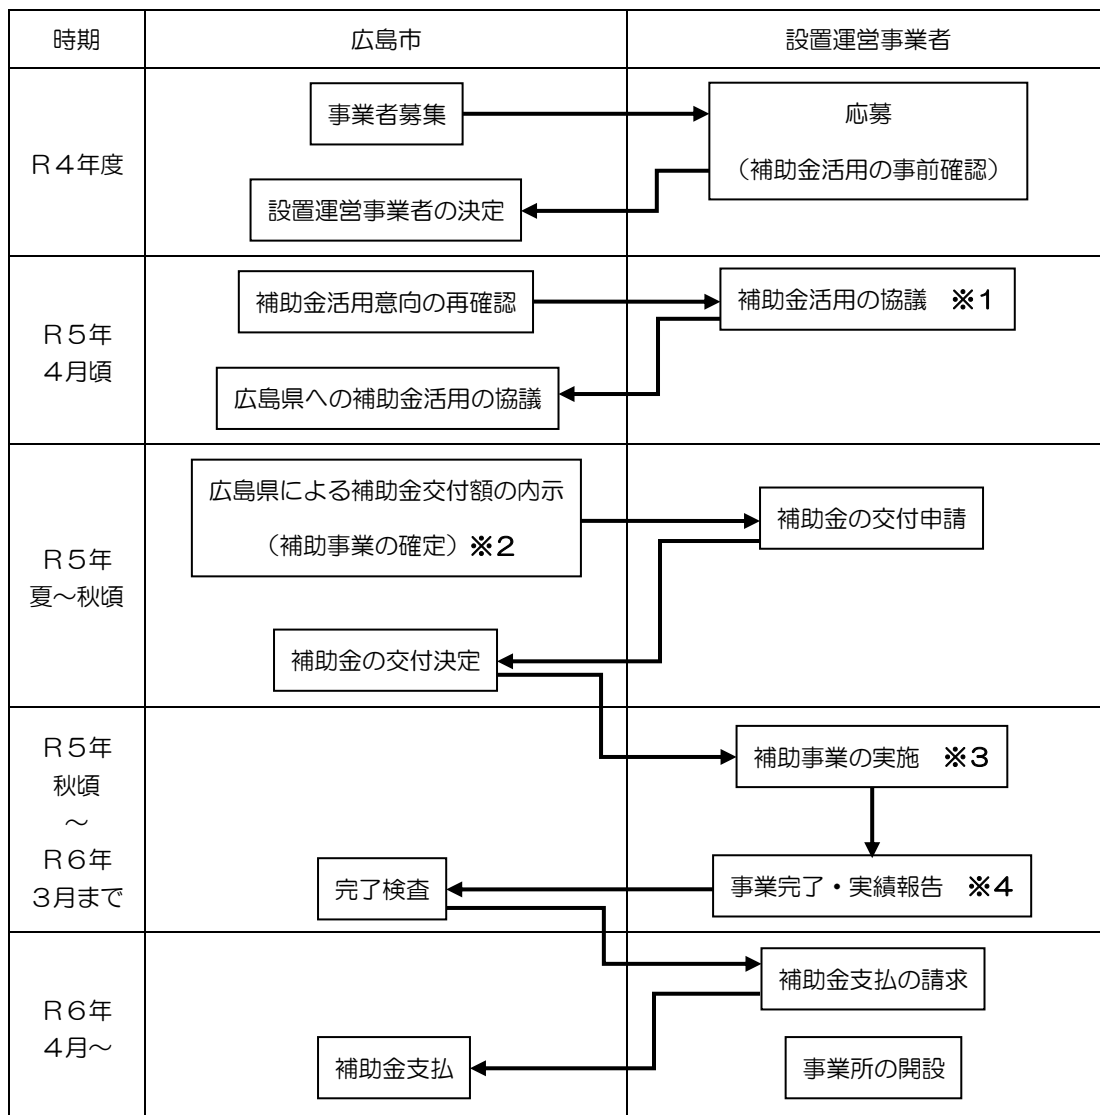 時期
広島市
設置運営事業者
R4年度
事業者募集
応募
(補助金活用の事前確認)
設置運営事業者の決定
R5年
4月頃
補助金活用意向の再確認
補助金活用の協議 ※1
広島県への補助金活用の協議
R5年
夏~秋頃
広島県による補助金交付額の内示
(補助事業の確定)※2
補助金の交付申請
補助金の交付決定
R5年
秋頃
~
R6年
3月まで
補助事業の実施 ※3
事業完了・実績報告 ※4
完了検査
R6年
4月~
補助金支払の請求
補助金支払
事業所の開設